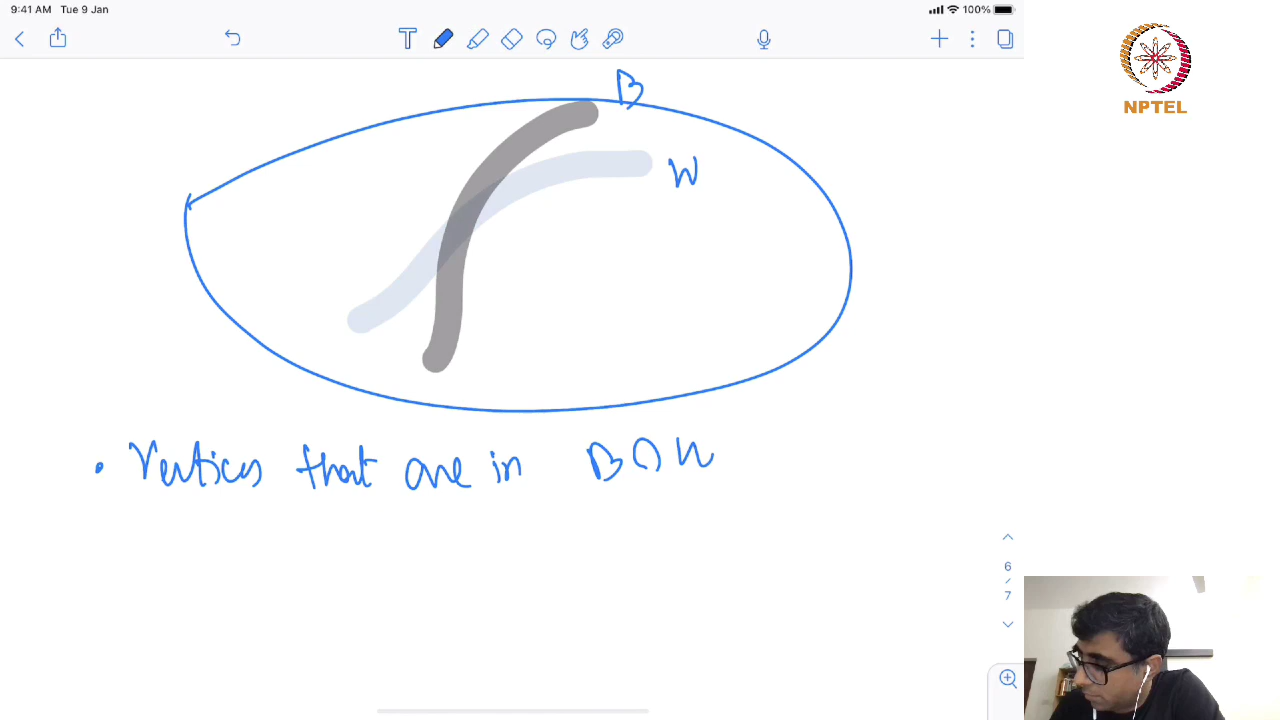 9:41 AM Tue 9 Jan
100%
T
NPTEL
B
W
• Vertices that are in B ∩ W
6
/
7